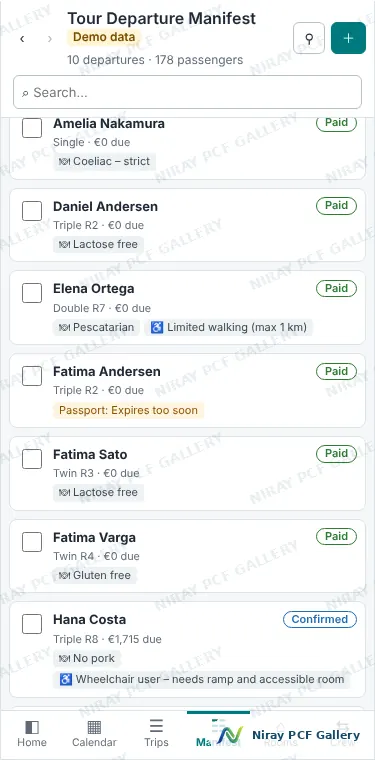 Tour Departure Manifest
Demo data
10 departures · 178 passengers
Search...
Amelia Nakamura
Paid
Single · €0 due
Coeliac – strict
Daniel Andersen
Paid
Triple R2 · €0 due
Lactose free
Elena Ortega
Paid
Double R7 · €0 due
Pescatarian
Limited walking (max 1 km)
Fatima Andersen
Paid
Triple R2 · €0 due
Passport: Expires too soon
Fatima Sato
Paid
Twin R3 · €0 due
Lactose free
Fatima Varga
Paid
Twin R4 · €0 due
Gluten free
Hana Costa
Confirmed
Triple R8 · €1,715 due
No pork
Wheelchair user – needs ramp and accessible room
Home
Calendar
Trips
Rooms
Niray PCF Gallery
NIRAY PCF GALLERY